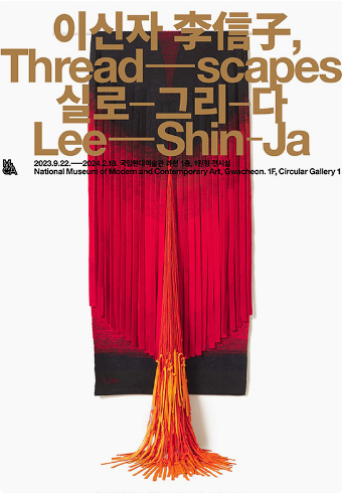 이신자 李信子,
Thread—scapes
실로–그리–다
Lee—Shin-Ja
2023.9.22.—2024.2.18. 국립현대미술관 과천 1층, 1원형 전시실
National Museum of Modern and Contemporary Art, Gwacheon. 1F, Circular Gallery 1